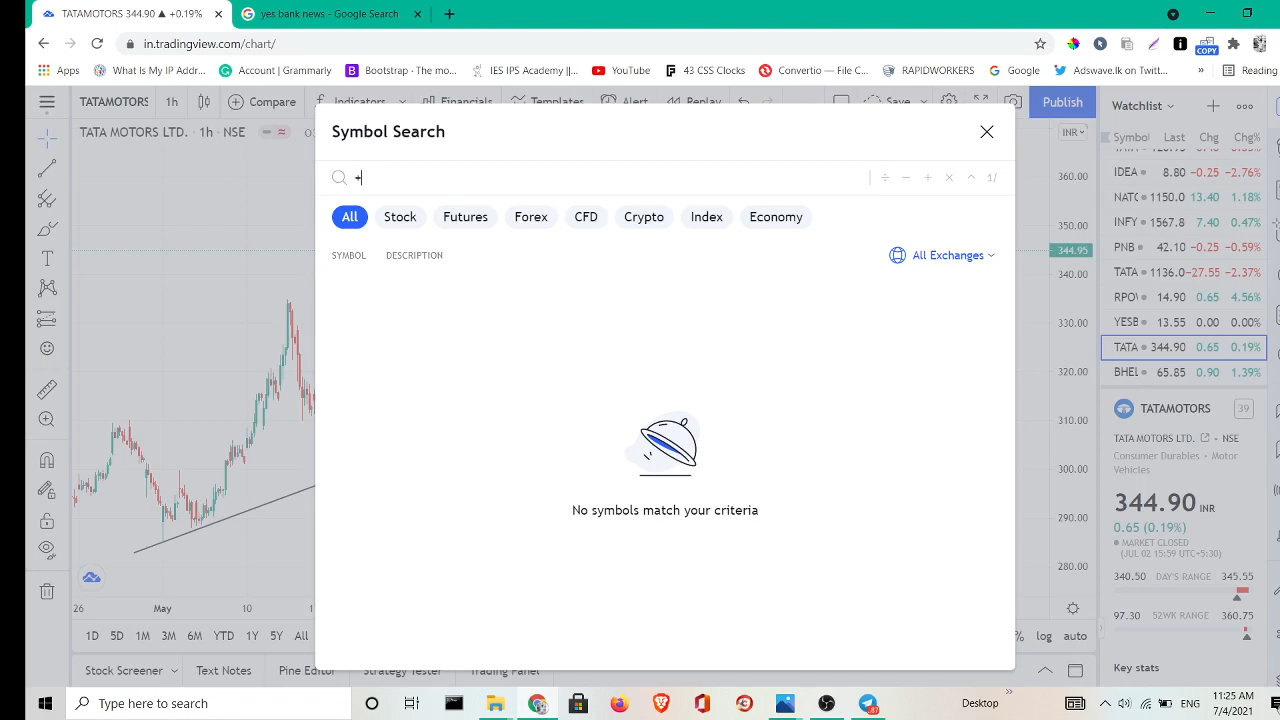 TATAMOTORS 344.90 ▲ +0.19%
yes bank news - Google Search
in.tradingview.com/chart/
COPY
Apps
What Is My IP Addr...
Account | Grammarly
Bootstrap - The mo...
IES IPS Academy ||...
YouTube
43 CSS Clocks
Convertio — File C...
RAPIDWORKERS
Goog
Adswave.lk on Twitt...
»
Reading
TATAMOTORS
1h
Compare
Indicators
Financials
Templates
Alert
Replay
Save
Publish
Watchlist
TATA MOTORS LTD. · 1h · NSE
INR
Symbol Last Chg Chg%
Symbol Search
+
÷ − + × ^ 1/
All Stock Futures Forex CFD Crypto Index Economy
SYMBOL DESCRIPTION
All Exchanges
No symbols match your criteria
IDEA 8.80 -0.25 -2.76%
NATC 1150.0 13.40 1.18%
INFY 1567.8 7.40 0.47%
PNB 42.10 -0.25 -0.59%
TATA 1136.0 -27.55 -2.37%
RPOV 14.90 0.65 4.56%
YESB 13.55 0.00 0.00%
TATA 344.90 0.65 0.19%
BHEL 65.85 0.90 1.39%
360.00
350.00
344.95
340.00
330.00
320.00
310.00
300.00
290.00
280.00
TATAMOTORS
39
TATA MOTORS LTD. · NSE
Consumer Durables · Motor
Vehicles
344.90 INR
0.65 (0.19%)
MARKET CLOSED
(JUL 02 15:59 UTC+5:30)
340.50 DAY'S RANGE 345.55
97.30 52WK RANGE 360.75
Key stats
26 May 10 1
1D 5D 1M 3M 6M YTD 1Y 5Y All
% log auto
Stock Screener
Text Notes
Pine Editor
Strategy Tester
Trading Panel
Type here to search
87
Desktop
»
ENG
11:25 AM
7/4/2021